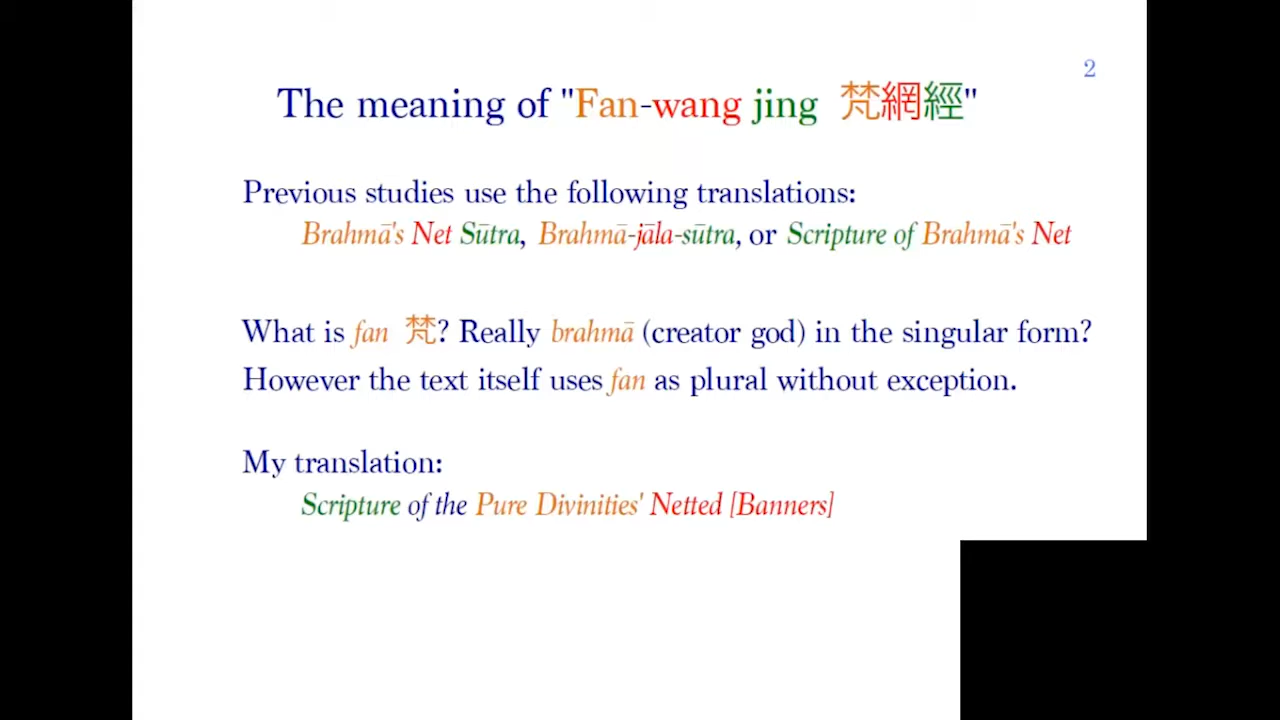 2
The meaning of "Fan-wang jing 梵網經"
Previous studies use the following translations:
Brahmā's Net Sūtra, Brahmā-jāla-sūtra, or Scripture of Brahmā's Net
What is fan 梵? Really brahmā (creator god) in the singular form?
However the text itself uses fan as plural without exception.
My translation:
Scripture of the Pure Divinities' Netted [Banners]